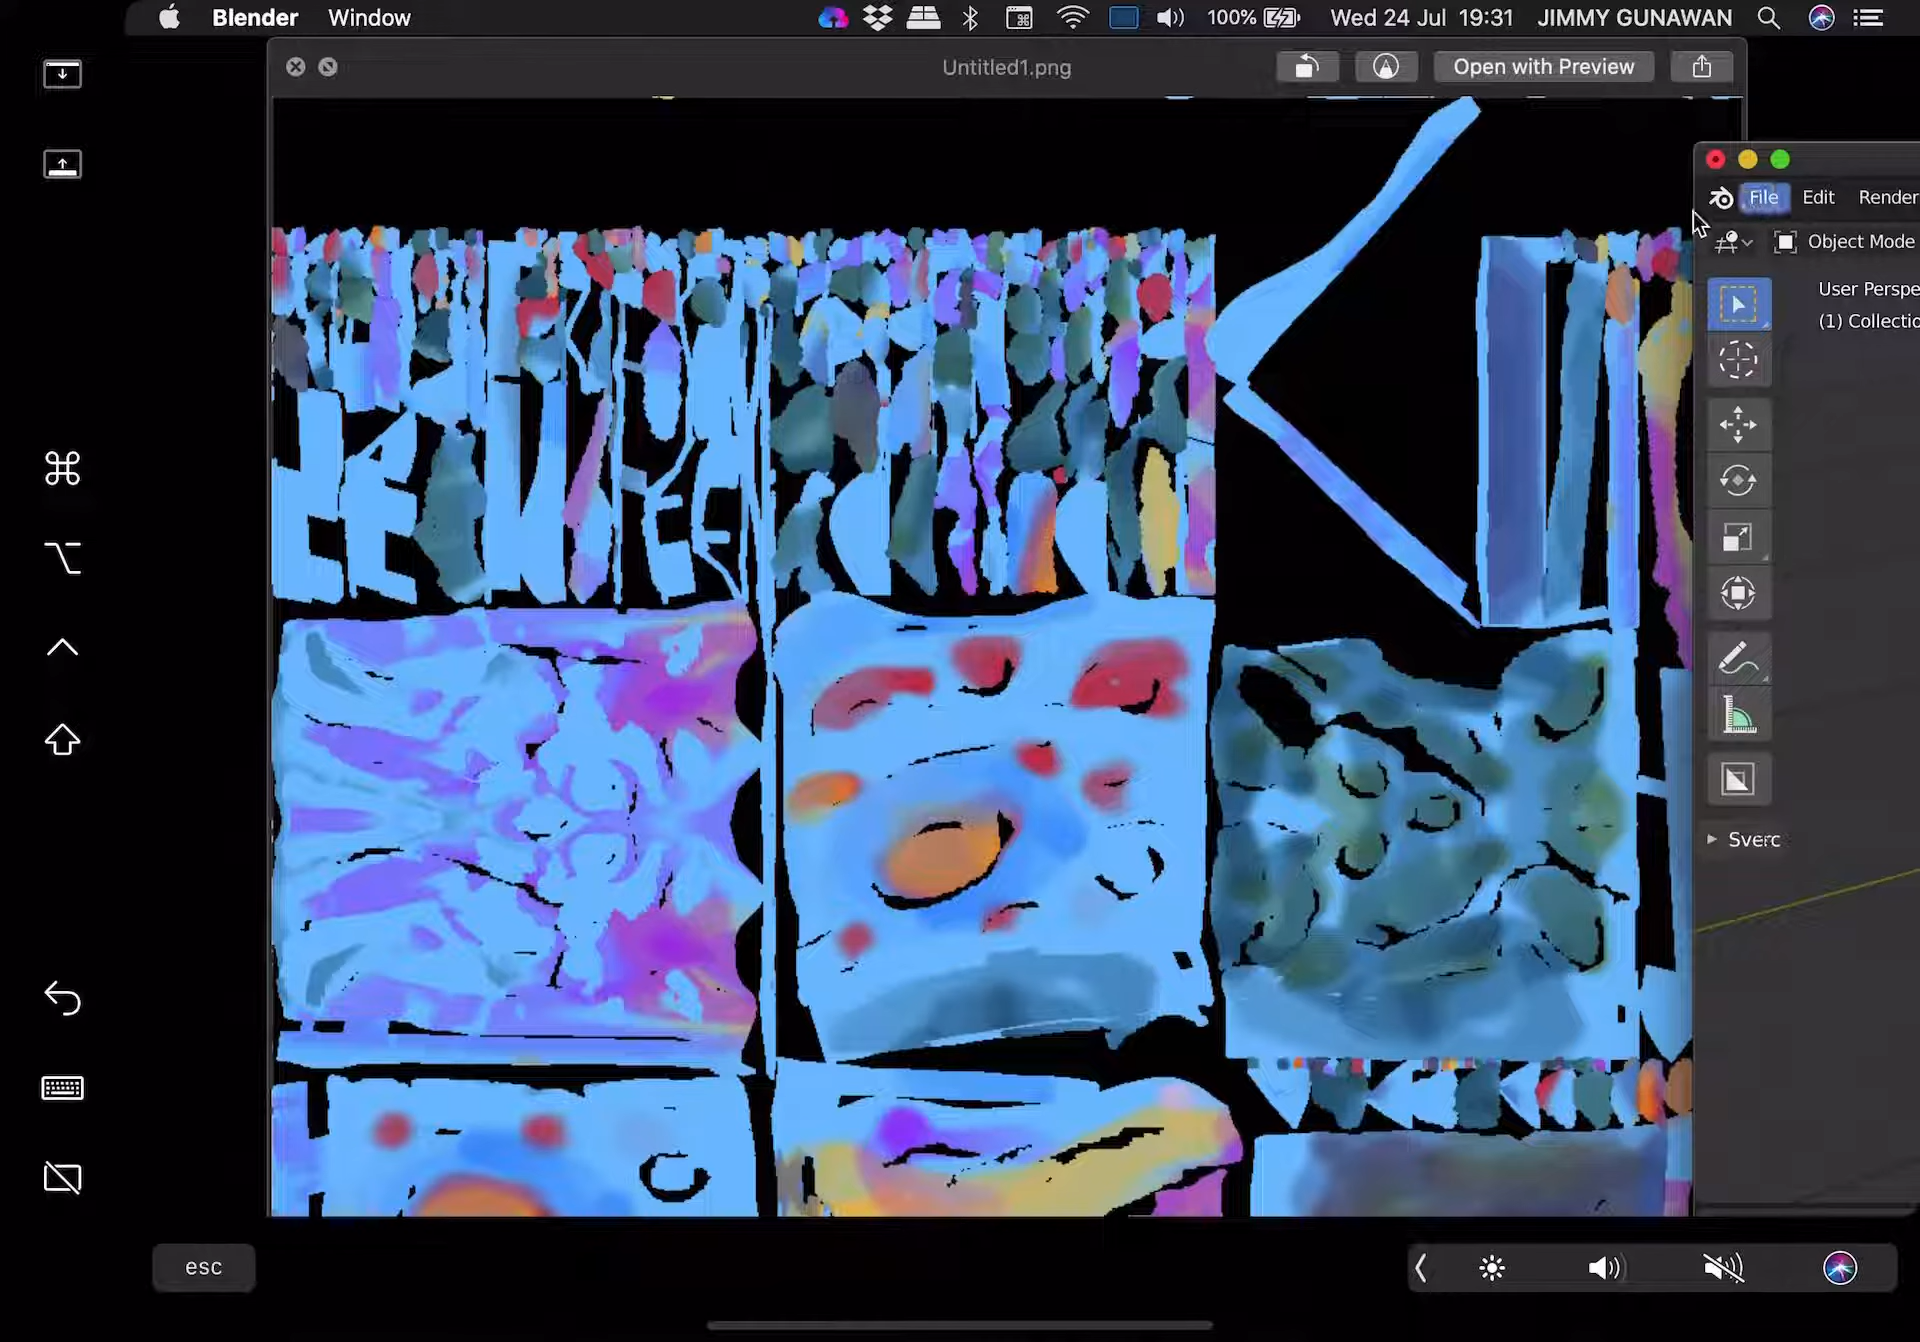 Blender Window 100% Wed 24 Jul 19:31 JIMMY GUNAWAN
Untitled1.png Open with Preview
File Edit Render
Object Mode
User Perspe
(1) Collectio
Sverc
esc